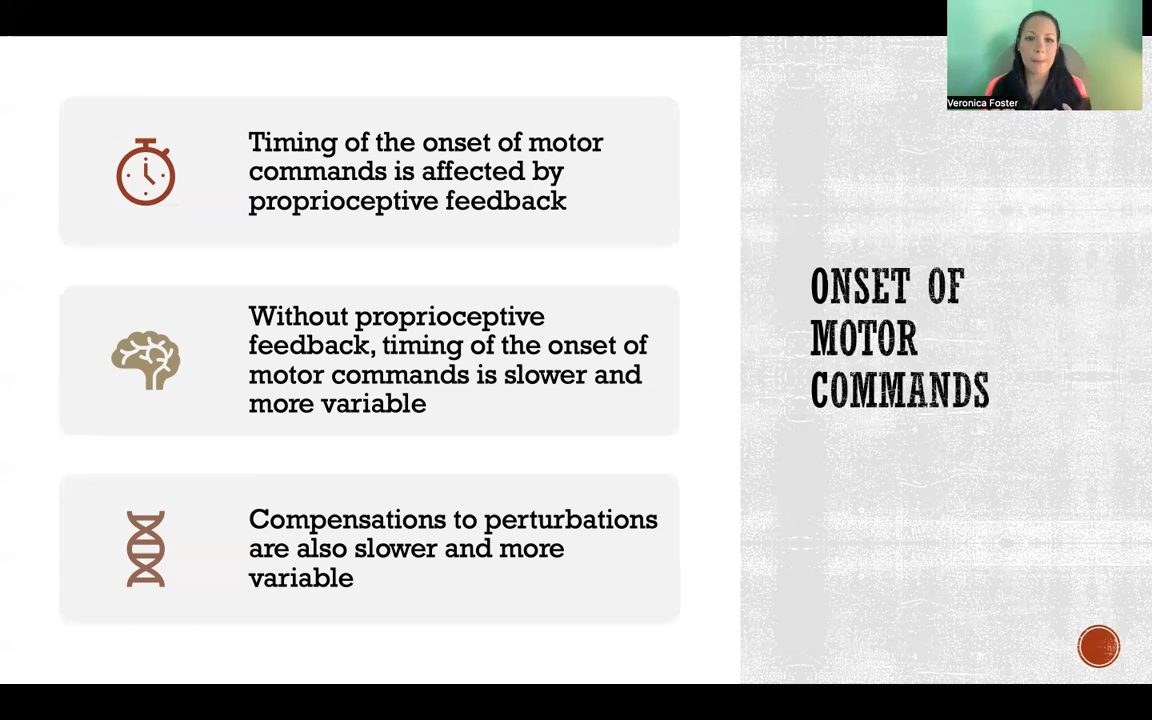 Veronica Foster
Timing of the onset of motor
commands is affected by
proprioceptive feedback
Without proprioceptive
feedback, timing of the onset of
motor commands is slower and
more variable
Compensations to perturbations
are also slower and more
variable
ONSET OF
MOTOR
COMMANDS